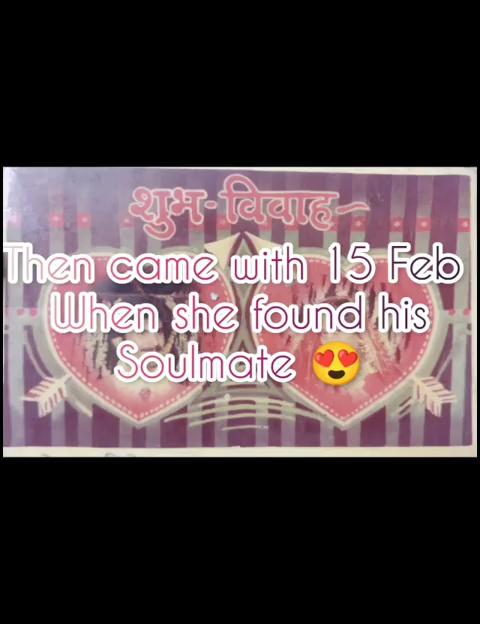 शुभ-विवाह
Then came with 15 Feb
When she found his
Soulmate 😍